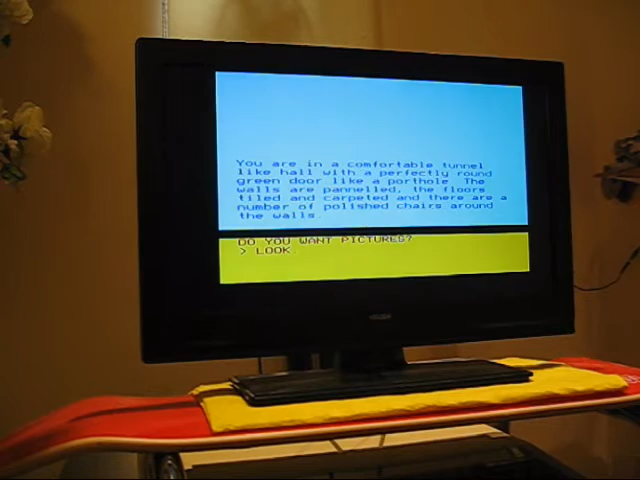 You are in a comfortable tunnel
like hall with a perfectly round
green door like a porthole. The
walls are pannelled, the floors
tiled and carpeted and there are a
number of polished chairs around
the walls.
DO YOU WANT PICTURES?
> LOOK.